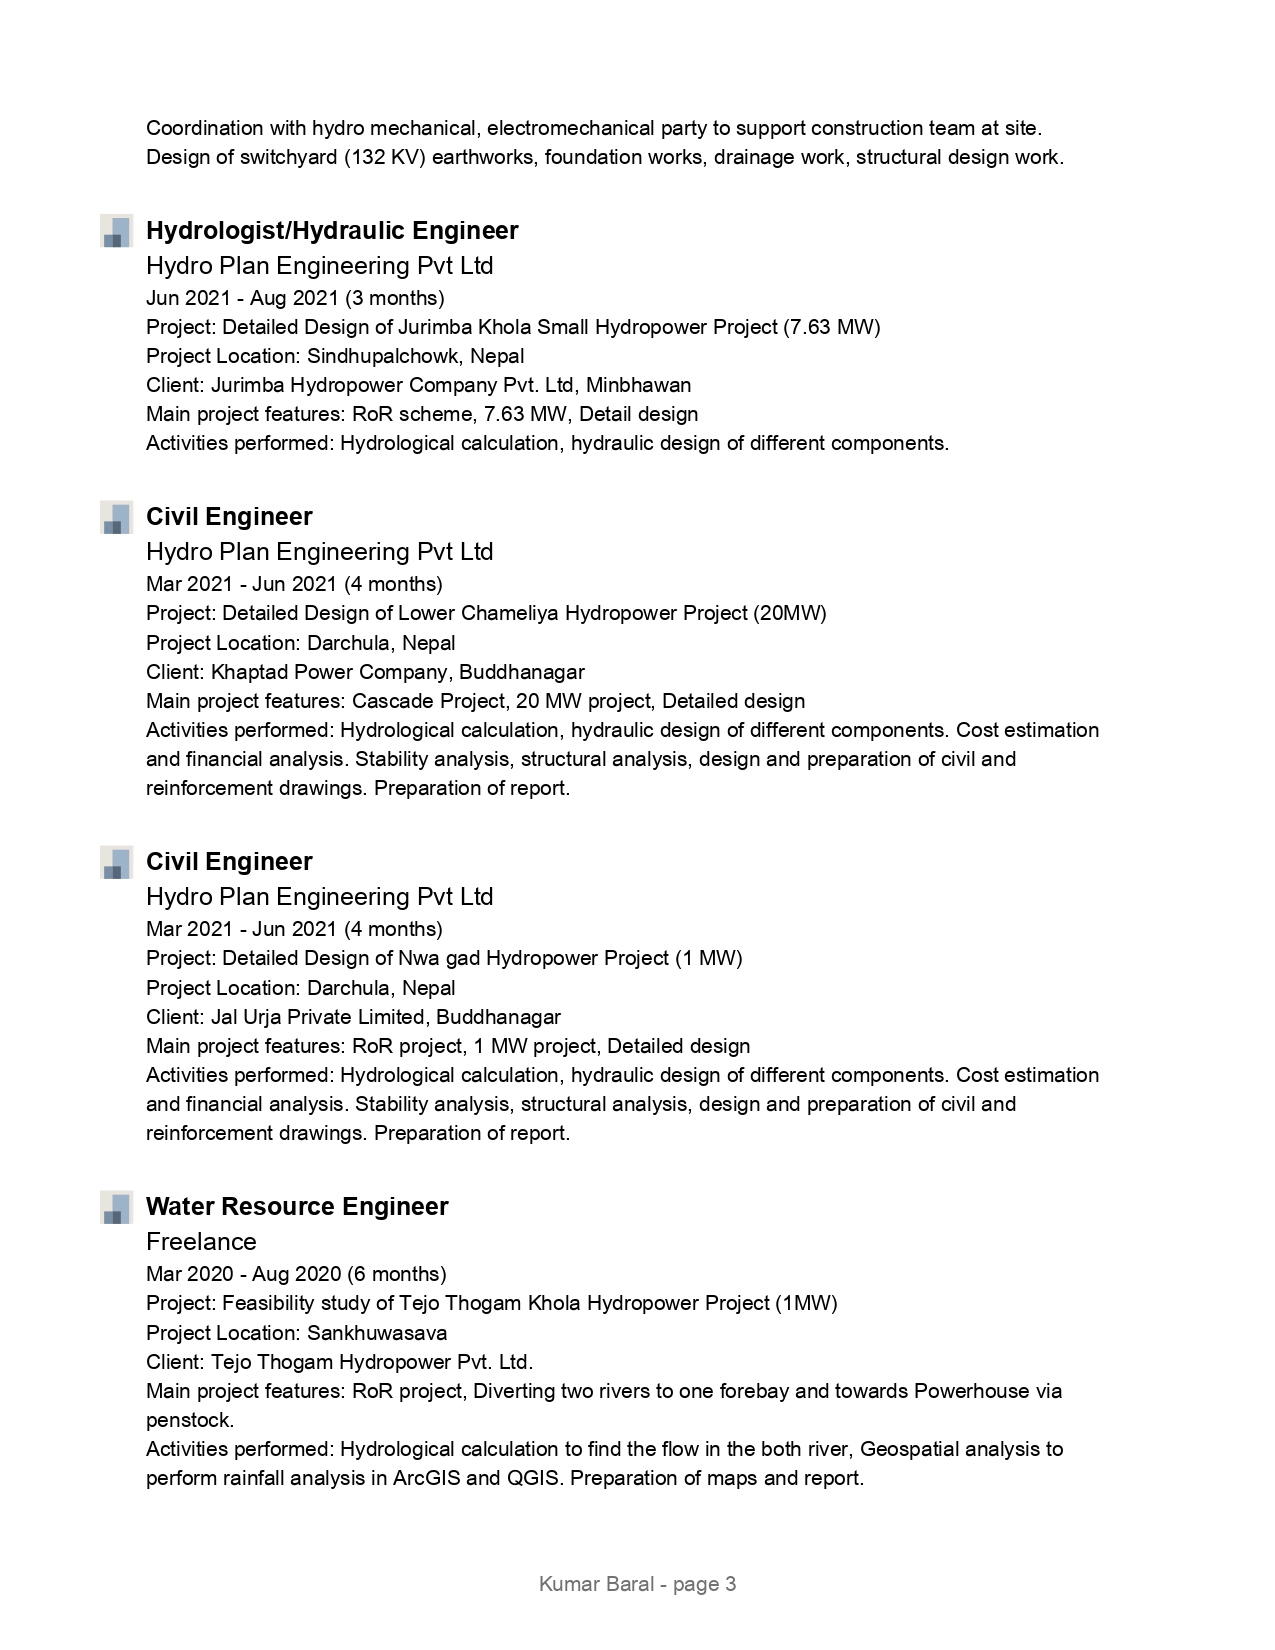 Coordination with hydro mechanical, electromechanical party to support construction team at site.
Design of switchyard (132 KV) earthworks, foundation works, drainage work, structural design work.
Hydrologist/Hydraulic Engineer
Hydro Plan Engineering Pvt Ltd
Jun 2021 - Aug 2021 (3 months)
Project: Detailed Design of Jurimba Khola Small Hydropower Project (7.63 MW)
Project Location: Sindhupalchowk, Nepal
Client: Jurimba Hydropower Company Pvt. Ltd, Minbhawan
Main project features: RoR scheme, 7.63 MW, Detail design
Activities performed: Hydrological calculation, hydraulic design of different components.
Civil Engineer
Hydro Plan Engineering Pvt Ltd
Mar 2021 - Jun 2021 (4 months)
Project: Detailed Design of Lower Chameliya Hydropower Project (20MW)
Project Location: Darchula, Nepal
Client: Khaptad Power Company, Buddhanagar
Main project features: Cascade Project, 20 MW project, Detailed design
Activities performed: Hydrological calculation, hydraulic design of different components. Cost estimation
and financial analysis. Stability analysis, structural analysis, design and preparation of civil and
reinforcement drawings. Preparation of report.
Civil Engineer
Hydro Plan Engineering Pvt Ltd
Mar 2021 - Jun 2021 (4 months)
Project: Detailed Design of Nwa gad Hydropower Project (1 MW)
Project Location: Darchula, Nepal
Client: Jal Urja Private Limited, Buddhanagar
Main project features: RoR project, 1 MW project, Detailed design
Activities performed: Hydrological calculation, hydraulic design of different components. Cost estimation
and financial analysis. Stability analysis, structural analysis, design and preparation of civil and
reinforcement drawings. Preparation of report.
Water Resource Engineer
Freelance
Mar 2020 - Aug 2020 (6 months)
Project: Feasibility study of Tejo Thogam Khola Hydropower Project (1MW)
Project Location: Sankhuwasava
Client: Tejo Thogam Hydropower Pvt. Ltd.
Main project features: RoR project, Diverting two rivers to one forebay and towards Powerhouse via
penstock.
Activities performed: Hydrological calculation to find the flow in the both river, Geospatial analysis to
perform rainfall analysis in ArcGIS and QGIS. Preparation of maps and report.
Kumar Baral - page 3